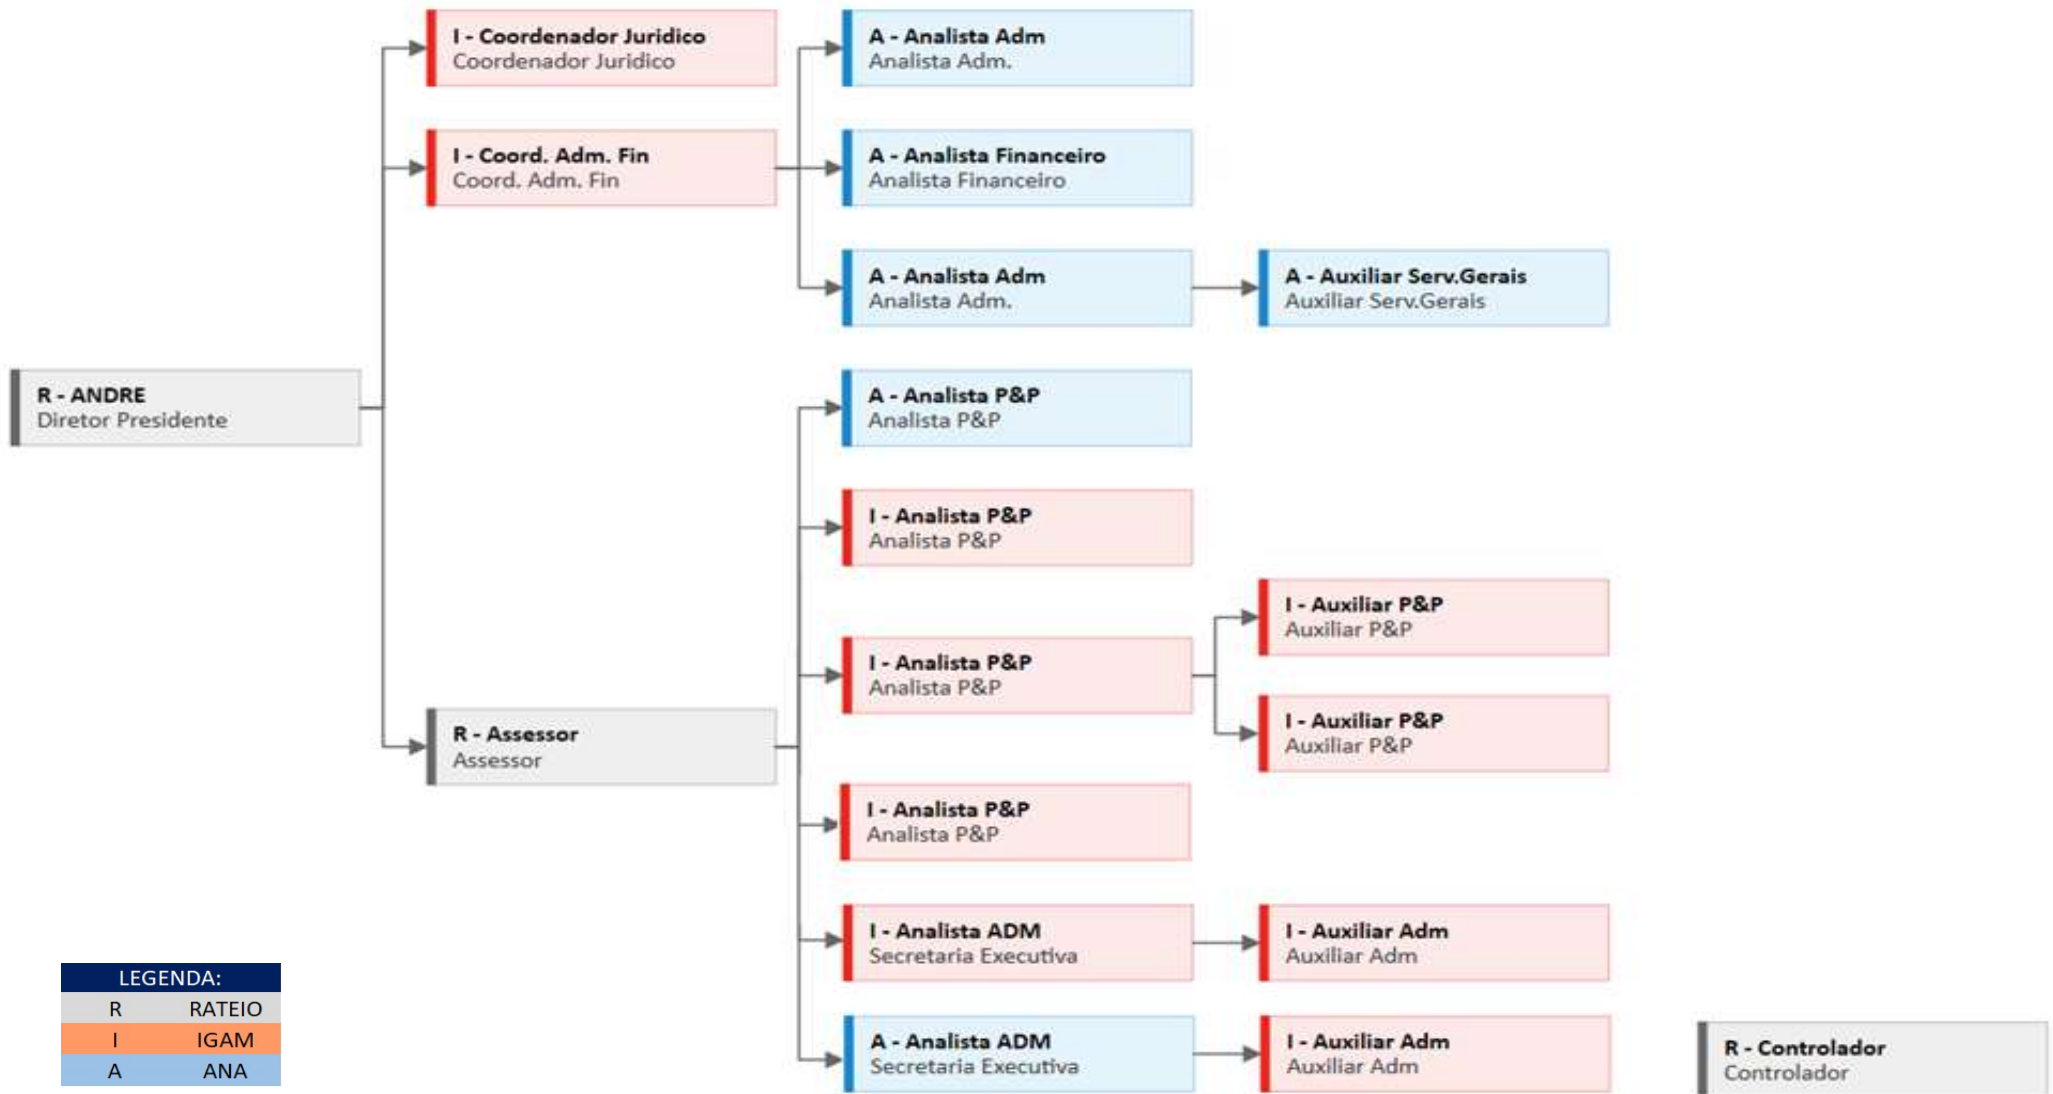 I - Coordenador Juridico
Coordenador Juridico
A - Analista Adm
Analista Adm.
I - Coord. Adm. Fin
Coord. Adm. Fin
A - Analista Financeiro
Analista Financeiro
A - Analista Adm
Analista Adm.
A - Auxiliar Serv.Gerais
Auxiliar Serv.Gerais
R - ANDRE
Diretor Presidente
A - Analista P&P
Analista P&P
I - Analista P&P
Analista P&P
I - Auxiliar P&P
Auxiliar P&P
I - Analista P&P
Analista P&P
I - Auxiliar P&P
Auxiliar P&P
R - Assessor
Assessor
I - Analista P&P
Analista P&P
I - Analista ADM
Secretaria Executiva
I - Auxiliar Adm
Auxiliar Adm
A - Analista ADM
Secretaria Executiva
I - Auxiliar Adm
Auxiliar Adm
R - Controlador
Controlador
LEGENDA:
R RATEIO
I IGAM
A ANA